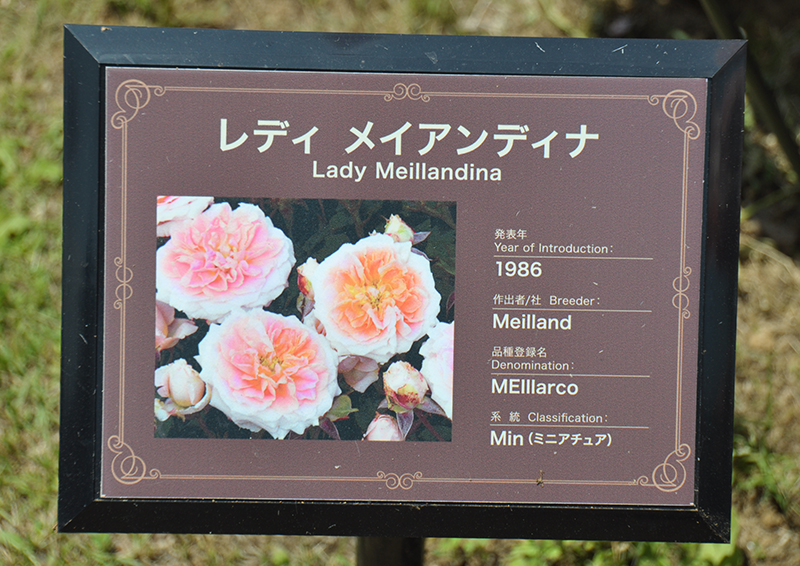 レディ メイアンディナ
Lady Meillandina
発表年
Year of Introduction:
1986
作出者/社 Breeder:
Meilland
品種登録名
Denomination:
MEIllarco
系 統 Classification:
Min (ミニアチュア)